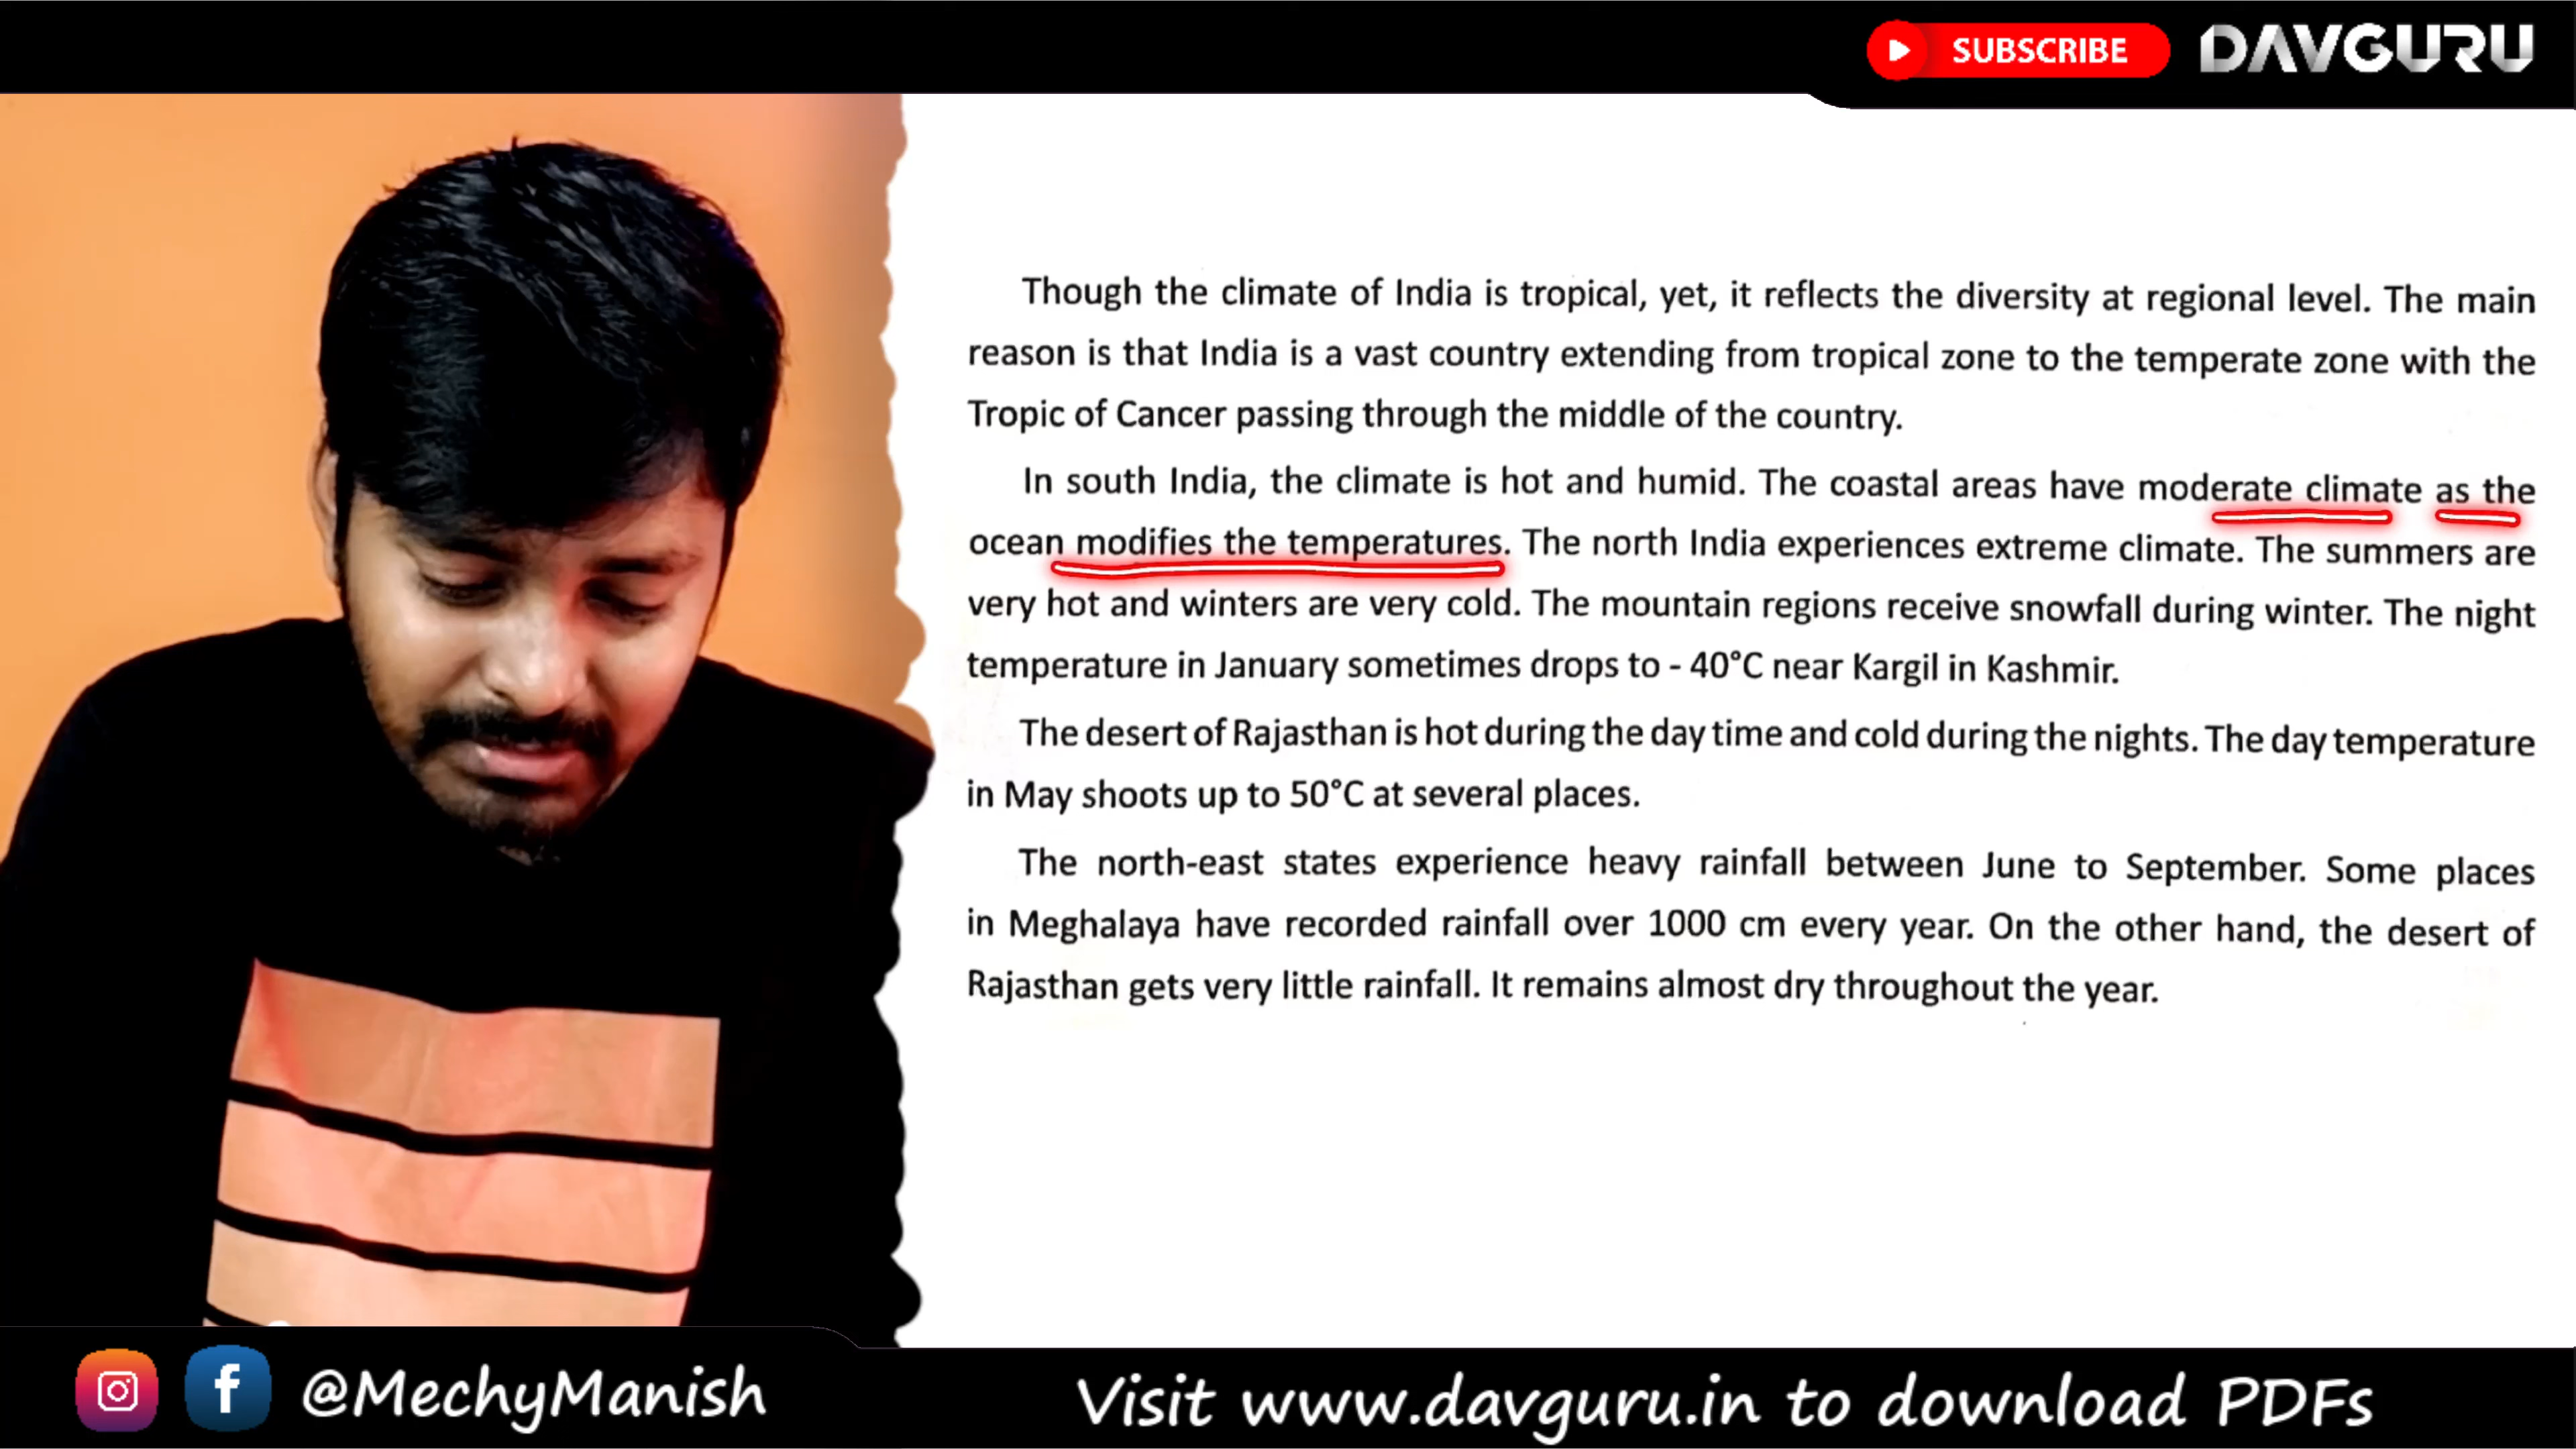 SUBSCRIBE DAVGURU
Though the climate of India is tropical, yet, it reflects the diversity at regional level. The main
reason is that India is a vast country extending from tropical zone to the temperate zone with the
Tropic of Cancer passing through the middle of the country.
In south India, the climate is hot and humid. The coastal areas have moderate climate as the
ocean modifies the temperatures. The north India experiences extreme climate. The summers are
very hot and winters are very cold. The mountain regions receive snowfall during winter. The night
temperature in January sometimes drops to - 40°C near Kargil in Kashmir.
The desert of Rajasthan is hot during the day time and cold during the nights. The day temperature
in May shoots up to 50°C at several places.
The north-east states experience heavy rainfall between June to September. Some places
in Meghalaya have recorded rainfall over 1000 cm every year. On the other hand, the desert of
Rajasthan gets very little rainfall. It remains almost dry throughout the year.
@MechyManish Visit www.davguru.in to download PDFs